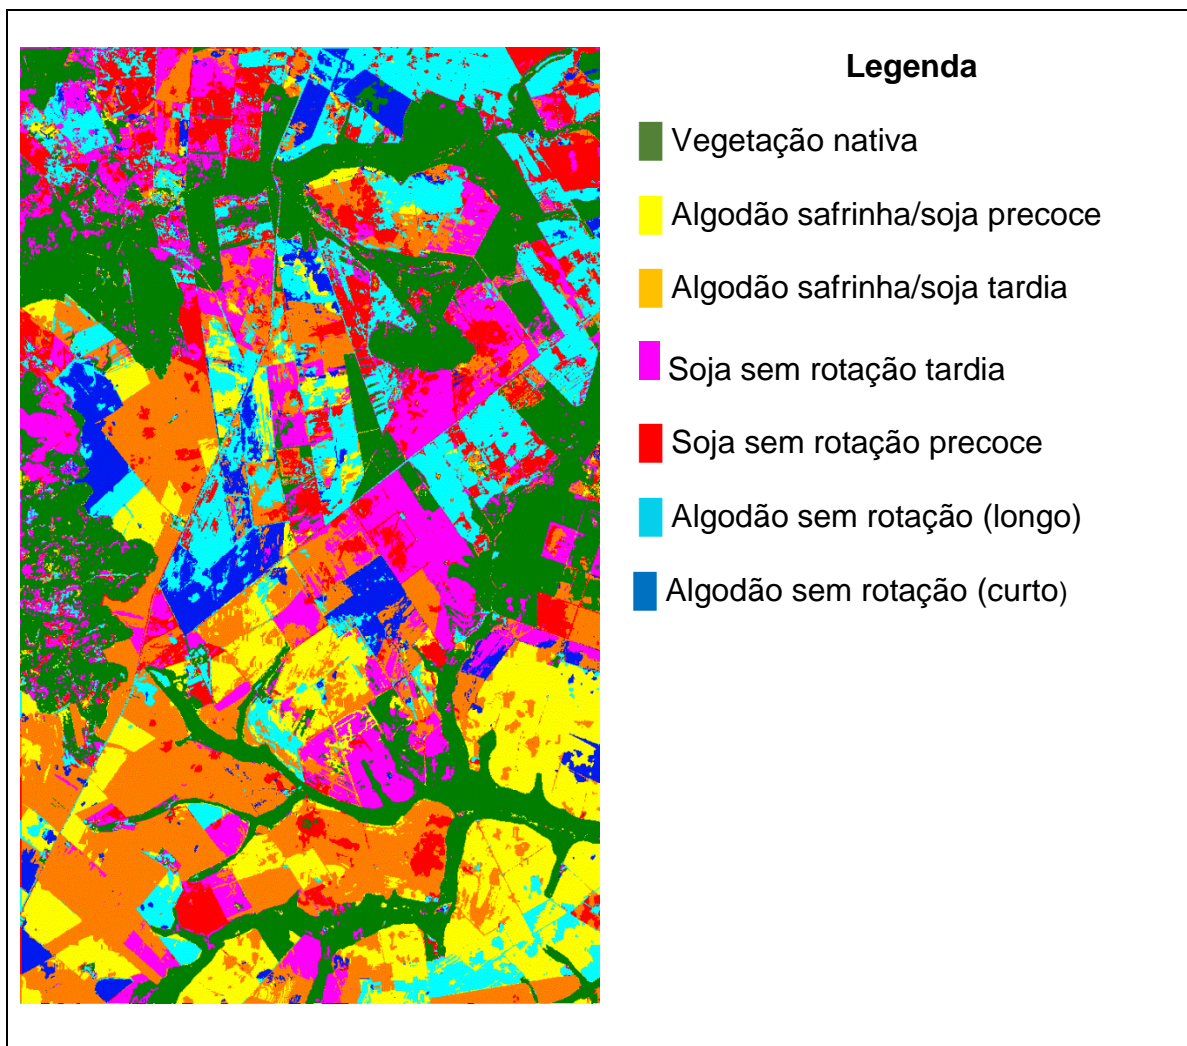 Legenda
Vegetação nativa
Algodão safrinha/soja precoce
Algodão safrinha/soja tardia
Soja sem rotação tardia
Soja sem rotação precoce
Algodão sem rotação (longo)
Algodão sem rotação (curto)